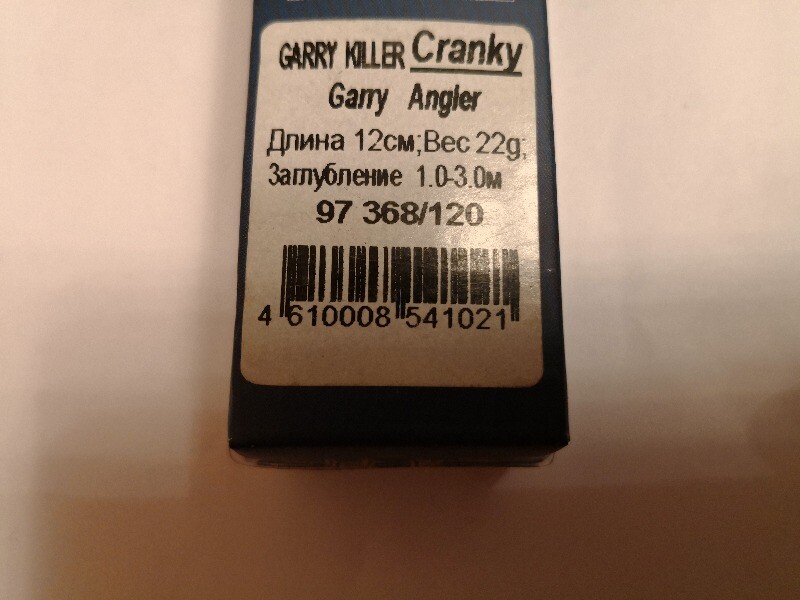 GARRY KILLER Cranky
Garry Angler
Длина 12см;Вес 22g;
Заглубление 1.0-3.0м
97 368/120
4 610008 541021